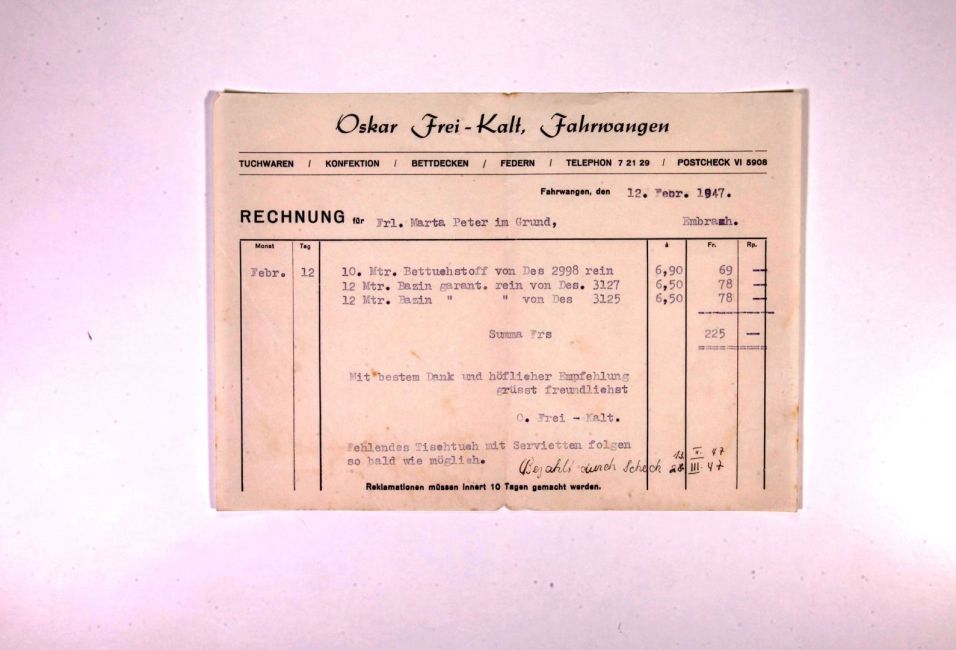 Oskar Frei-Kalt, Fahrwangen
TUCHWAREN / KONFEKTION / BETTDECKEN / FEDERN / TELEPHON 7 21 29 / POSTCHECK VI 5908
Fahrwangen, den 12. Febr. 1947.
RECHNUNG für Frl. Marta Peter im Grund, Embrach.
Monat Tag à Fr. Rp.
Febr. 12 10. Mtr. Bettuchstoff von Des 2998 rein 6,90 69 —
12 Mtr. Bazin garant. rein von Des. 3127 6,50 78 —
12 Mtr. Bazin " " von Des 3125 6,50 78 —
Summa Frs 225 —
Mit bestem Dank und höflicher Empfehlung
grüsst freundlichst
O. Frei - Kalt.
Fehlendes Tischtuch mit Servietten folgen
so bald wie möglich.
Bezahlt durch Scheck 28. III. 47
Reklamationen müssen innert 10 Tagen gemacht werden.